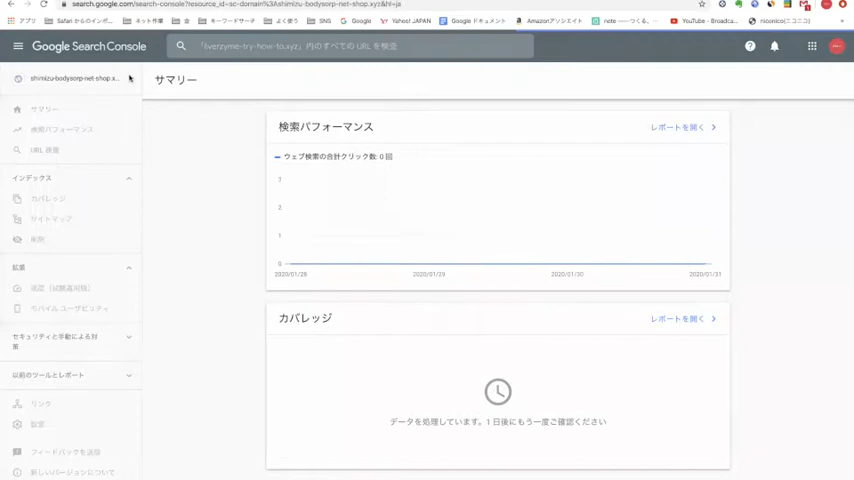 search.google.com/search-console?resource_id=sc-domain%3Ashimizu-bodysorp-net-shop.xyz&hl=ja
アプリ
Safari からのインポ...
ネット作業
会
キーワードサーチ
よく使う
SNS
Google
Yahoo! JAPAN
Google ドキュメント
Amazonアソシエイト
note ——つくる、...
YouTube - Broadca...
niconico(ニコニコ)
Google Search Console
「liverzyme-try-how-to.xyz」内のすべての URL を検査
shimizu-bodysorp-net-shop.x...
サマリー
サマリー
検索パフォーマンス
URL 検査
インデックス
カバレッジ
サイトマップ
削除
拡張
速度（試験運用版）
モバイル ユーザビリティ
セキュリティと手動による対
策
以前のツールとレポート
リンク
設定
フィードバックを送信
新しいバージョンについて
検索パフォーマンス
レポートを開く
ウェブ検索の合計クリック数: 0 回
3
2
1
0
2020/01/28
2020/01/29
2020/01/30
2020/01/31
カバレッジ
レポートを開く
データを処理しています。1 日後にもう一度ご確認ください